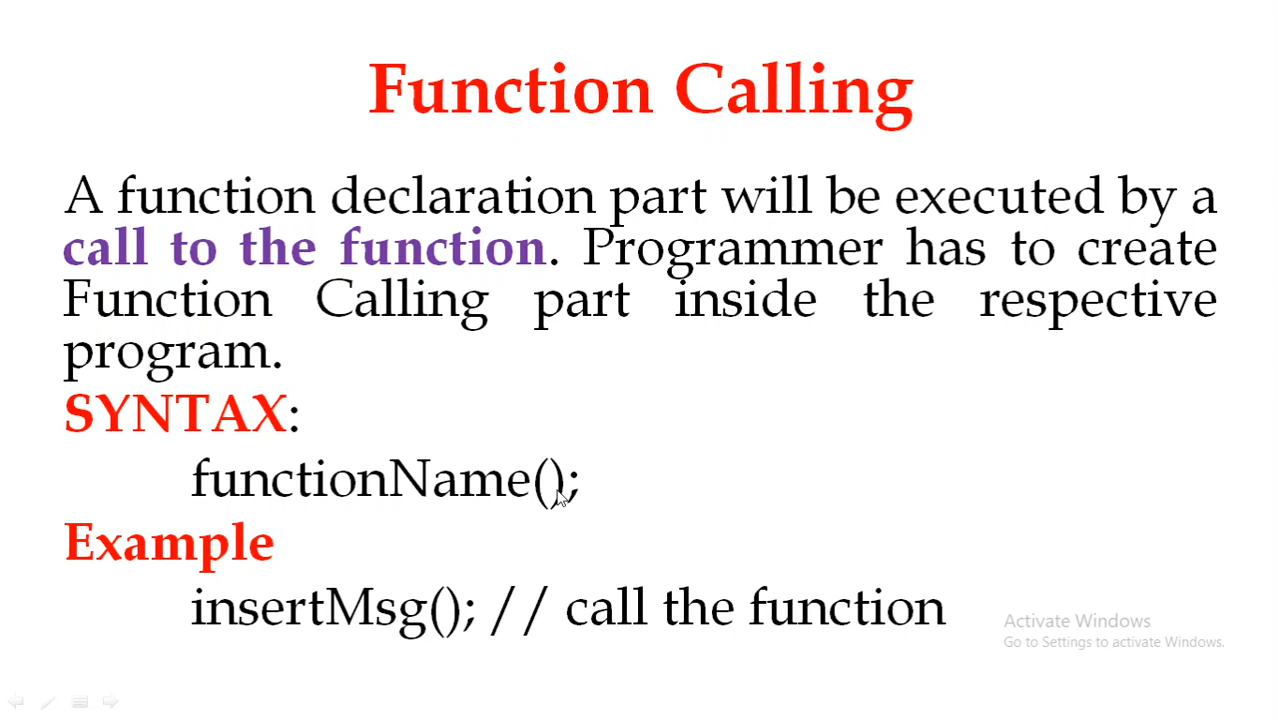 Function Calling
A function declaration part will be executed by a
call to the function. Programmer has to create
Function Calling part inside the respective
program.
SYNTAX:
functionName();
Example
insertMsg(); // call the function
Activate Windows
Go to Settings to activate Windows.